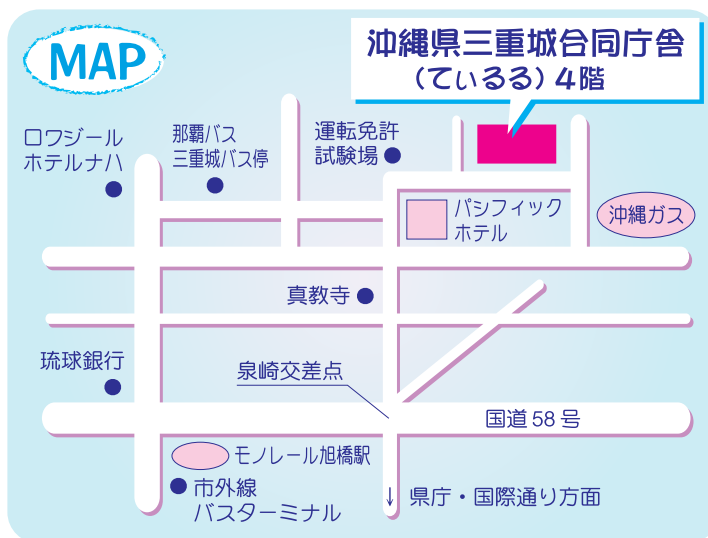 MAP
沖縄県三重城合同庁舎
（てぃるる）4階
ロワジール
ホテルナハ
那覇バス
三重城バス停
運転免許
試験場
パシフィック
ホテル
沖縄ガス
真教寺
琉球銀行
泉崎交差点
国道58号
モノレール旭橋駅
市外線
バスターミナル
↓ 県庁・国際通り方面